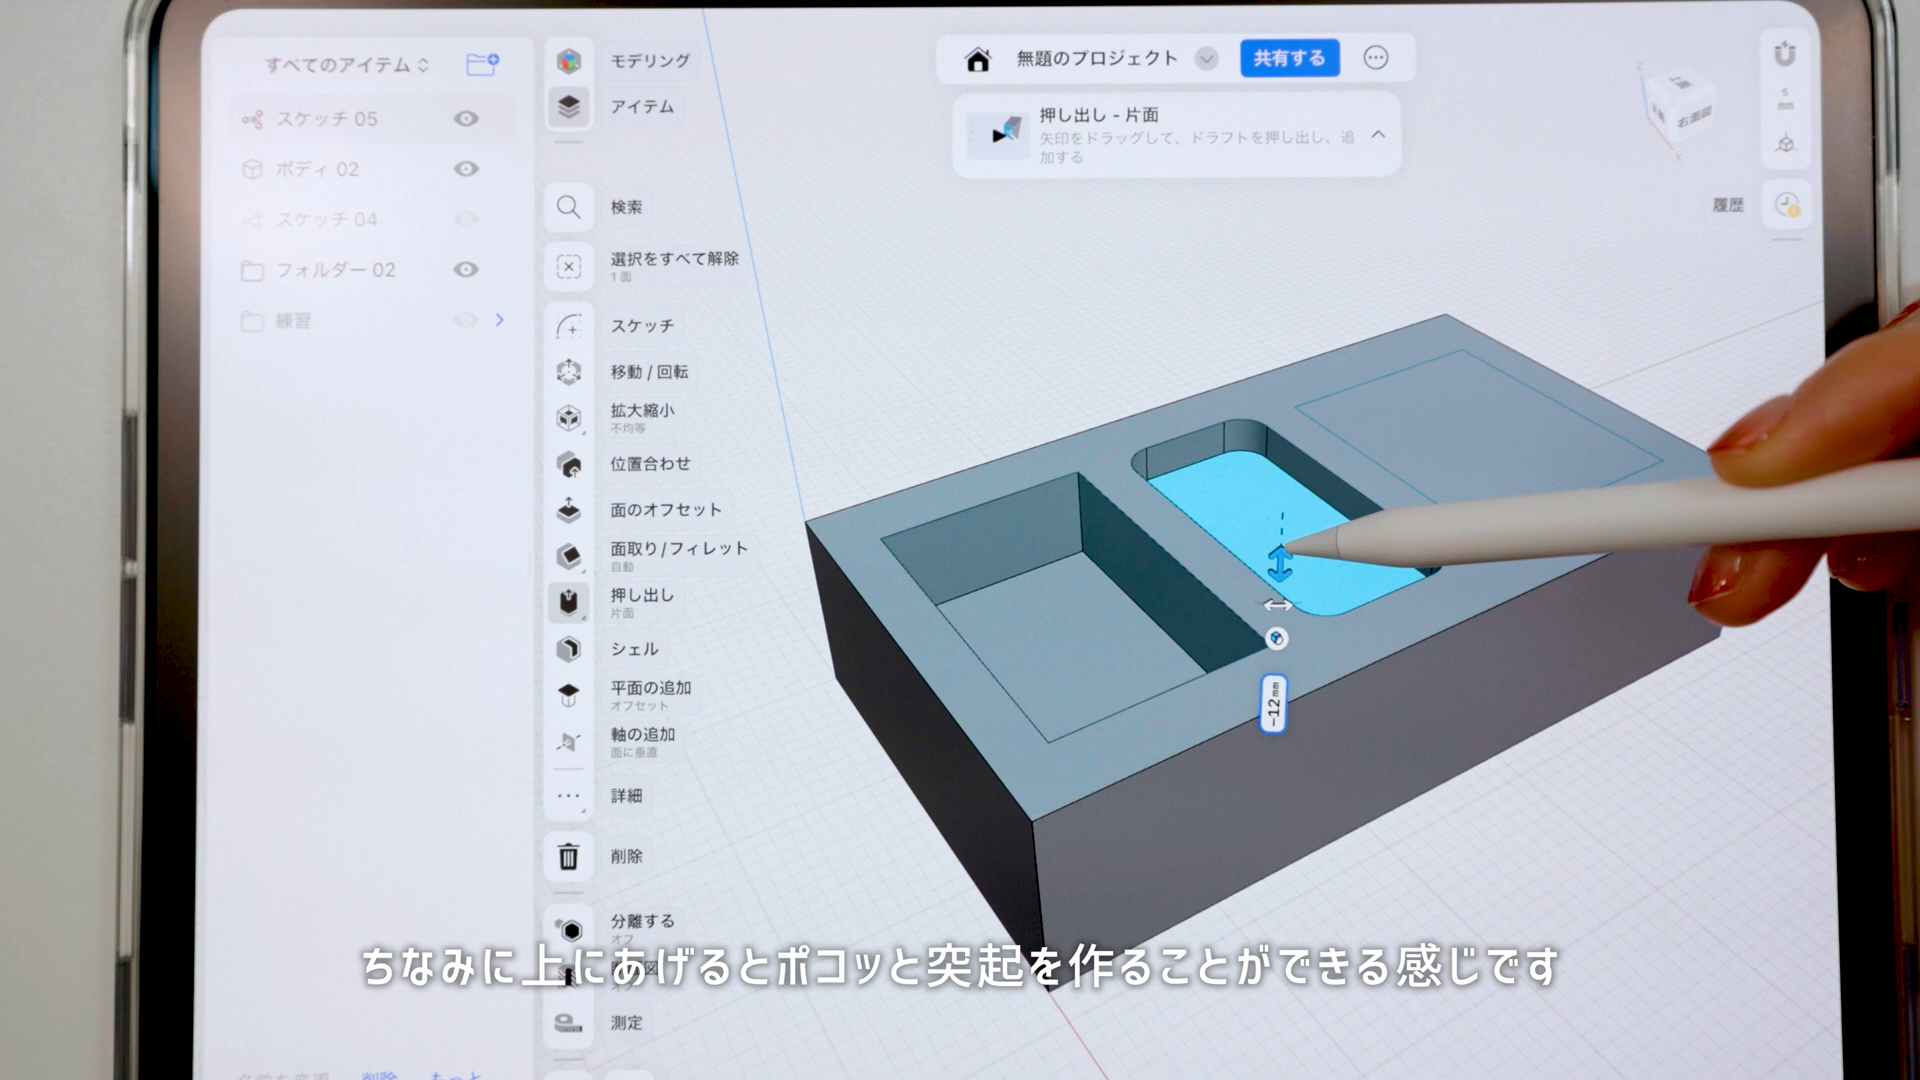 すべてのアイテム
スケッチ 05
ボディ 02
スケッチ 04
フォルダー 02
練習
モデリング
アイテム
検索
選択をすべて解除
1 面
スケッチ
移動 / 回転
拡大縮小
不均等
位置合わせ
面のオフセット
面取り/フィレット
自動
押し出し
片面
シェル
平面の追加
オフセット
軸の追加
面に垂直
詳細
削除
分離する
オフ
測定
無題のプロジェクト
共有する
押し出し - 片面
矢印をドラッグして、ドラフトを押し出し、追
加する
Z
X
右面図
5
mm
履歴
-12mm
ちなみに上にあげるとポコッと突起を作ることができる感じです
削除
もっと